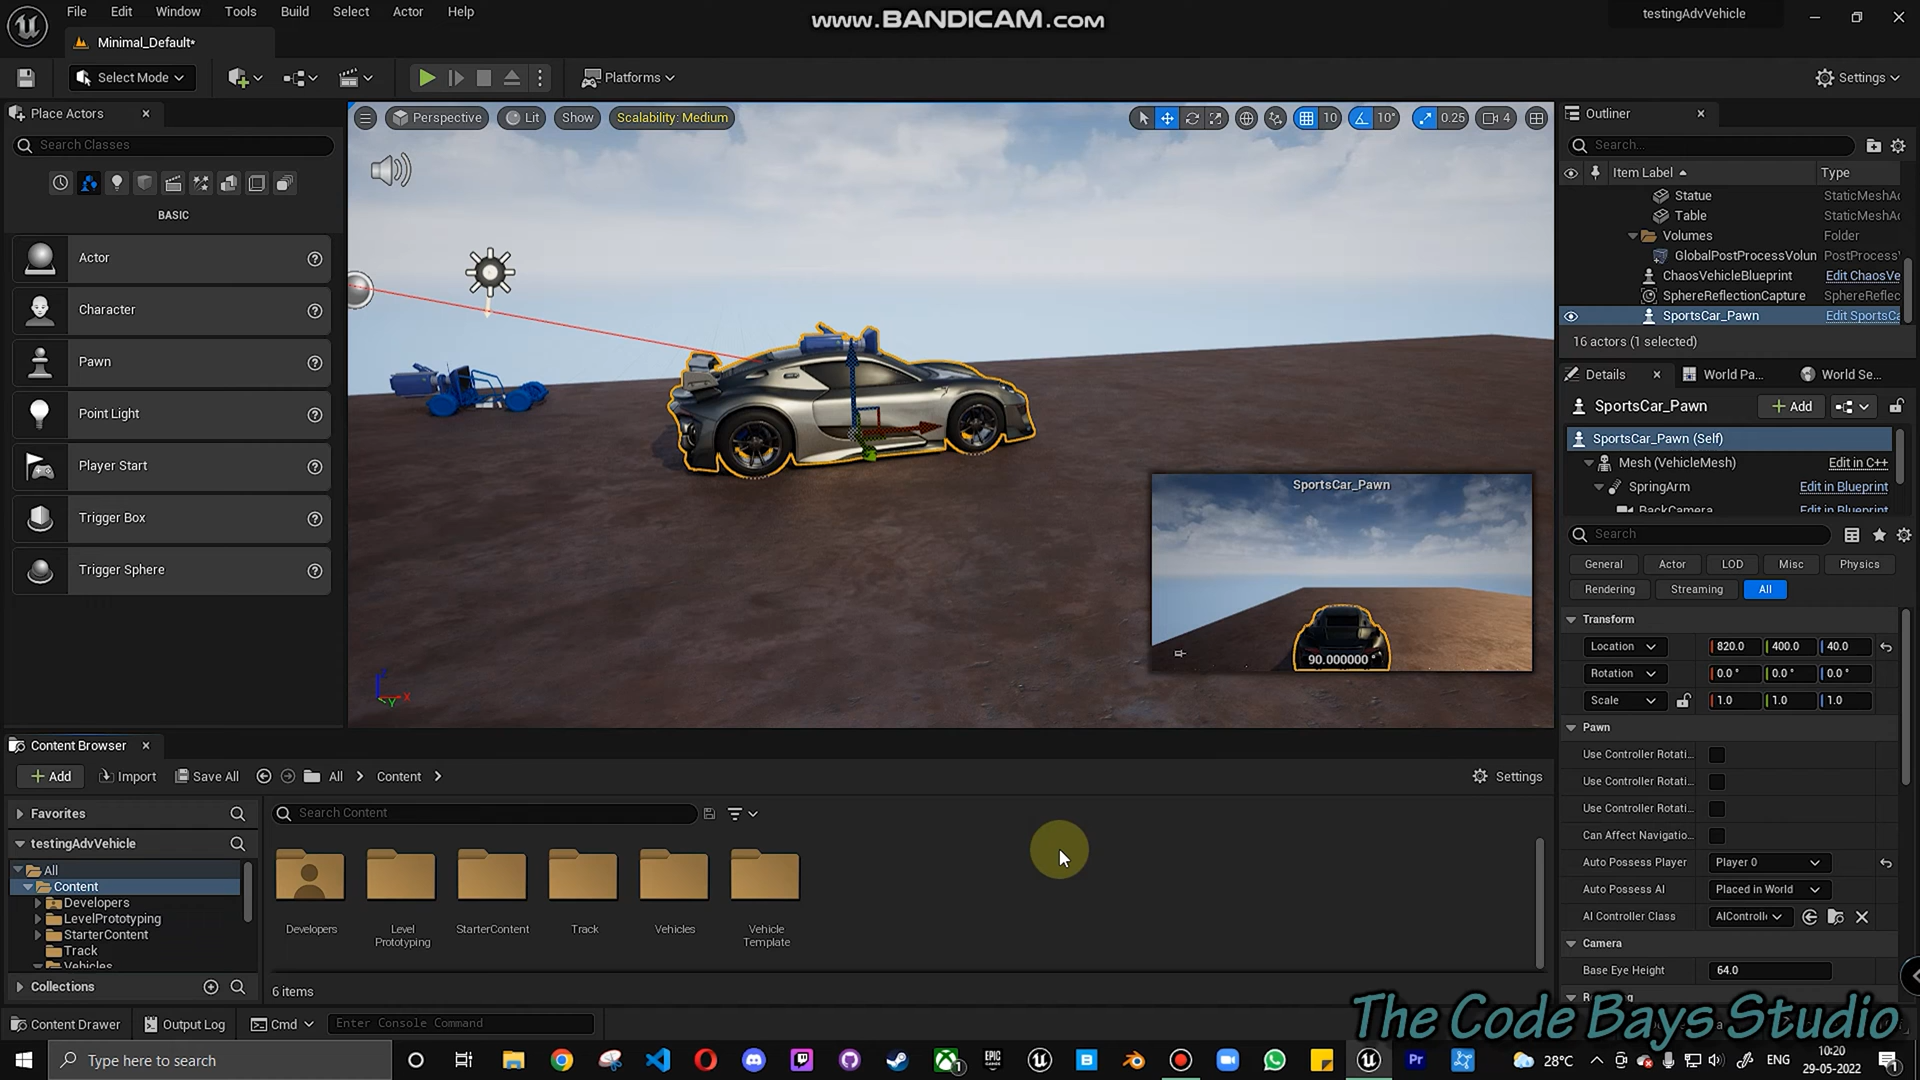 File Edit Window Tools Build Select Actor Help
www.BANDICAM.com
testingAdvVehicle
Minimal_Default*
Select Mode
Platforms
Settings
Place Actors
Search Classes
BASIC
Actor
Character
Pawn
Point Light
Player Start
Trigger Box
Trigger Sphere
Perspective
Lit
Show
Scalability: Medium
10
10°
0.25
4
SportsCar_Pawn
90.000000 °
Outliner
Search...
Item Label
Type
Statue
StaticMeshAc
Table
StaticMeshAc
Volumes
Folder
GlobalPostProcessVolun
PostProcess
ChaosVehicleBlueprint
Edit ChaosVe
SphereReflectionCapture
SphereReflec
SportsCar_Pawn
Edit SportsCa
16 actors (1 selected)
Details
World Pa...
World Se...
SportsCar_Pawn
Add
SportsCar_Pawn (Self)
Mesh (VehicleMesh)
Edit in C++
SpringArm
Edit in Blueprint
BackCamera
Edit in Blueprint
Search
General
Actor
LOD
Misc
Physics
Rendering
Streaming
All
Transform
Location
820.0
400.0
40.0
Rotation
0.0 °
0.0 °
0.0 °
Scale
1.0
1.0
1.0
Pawn
Use Controller Rotati...
Use Controller Rotati...
Use Controller Rotati...
Can Affect Navigatio...
Auto Possess Player
Player 0
Auto Possess AI
Placed in World
AI Controller Class
AIControll
Camera
Base Eye Height
64.0
Content Browser
Add
Import
Save All
All
Content
Settings
Favorites
Search Content
testingAdvVehicle
All
Content
Developers
LevelPrototyping
StarterContent
Track
Vehicles
Developers
Level
Prototyping
StarterContent
Track
Vehicles
Vehicle
Template
Collections
6 items
Content Drawer
Output Log
Cmd
Enter Console Command
The Code Bays Studio
Type here to search
EPIC
GAMES
Pr
28°C
ENG
10:20
29-05-2022